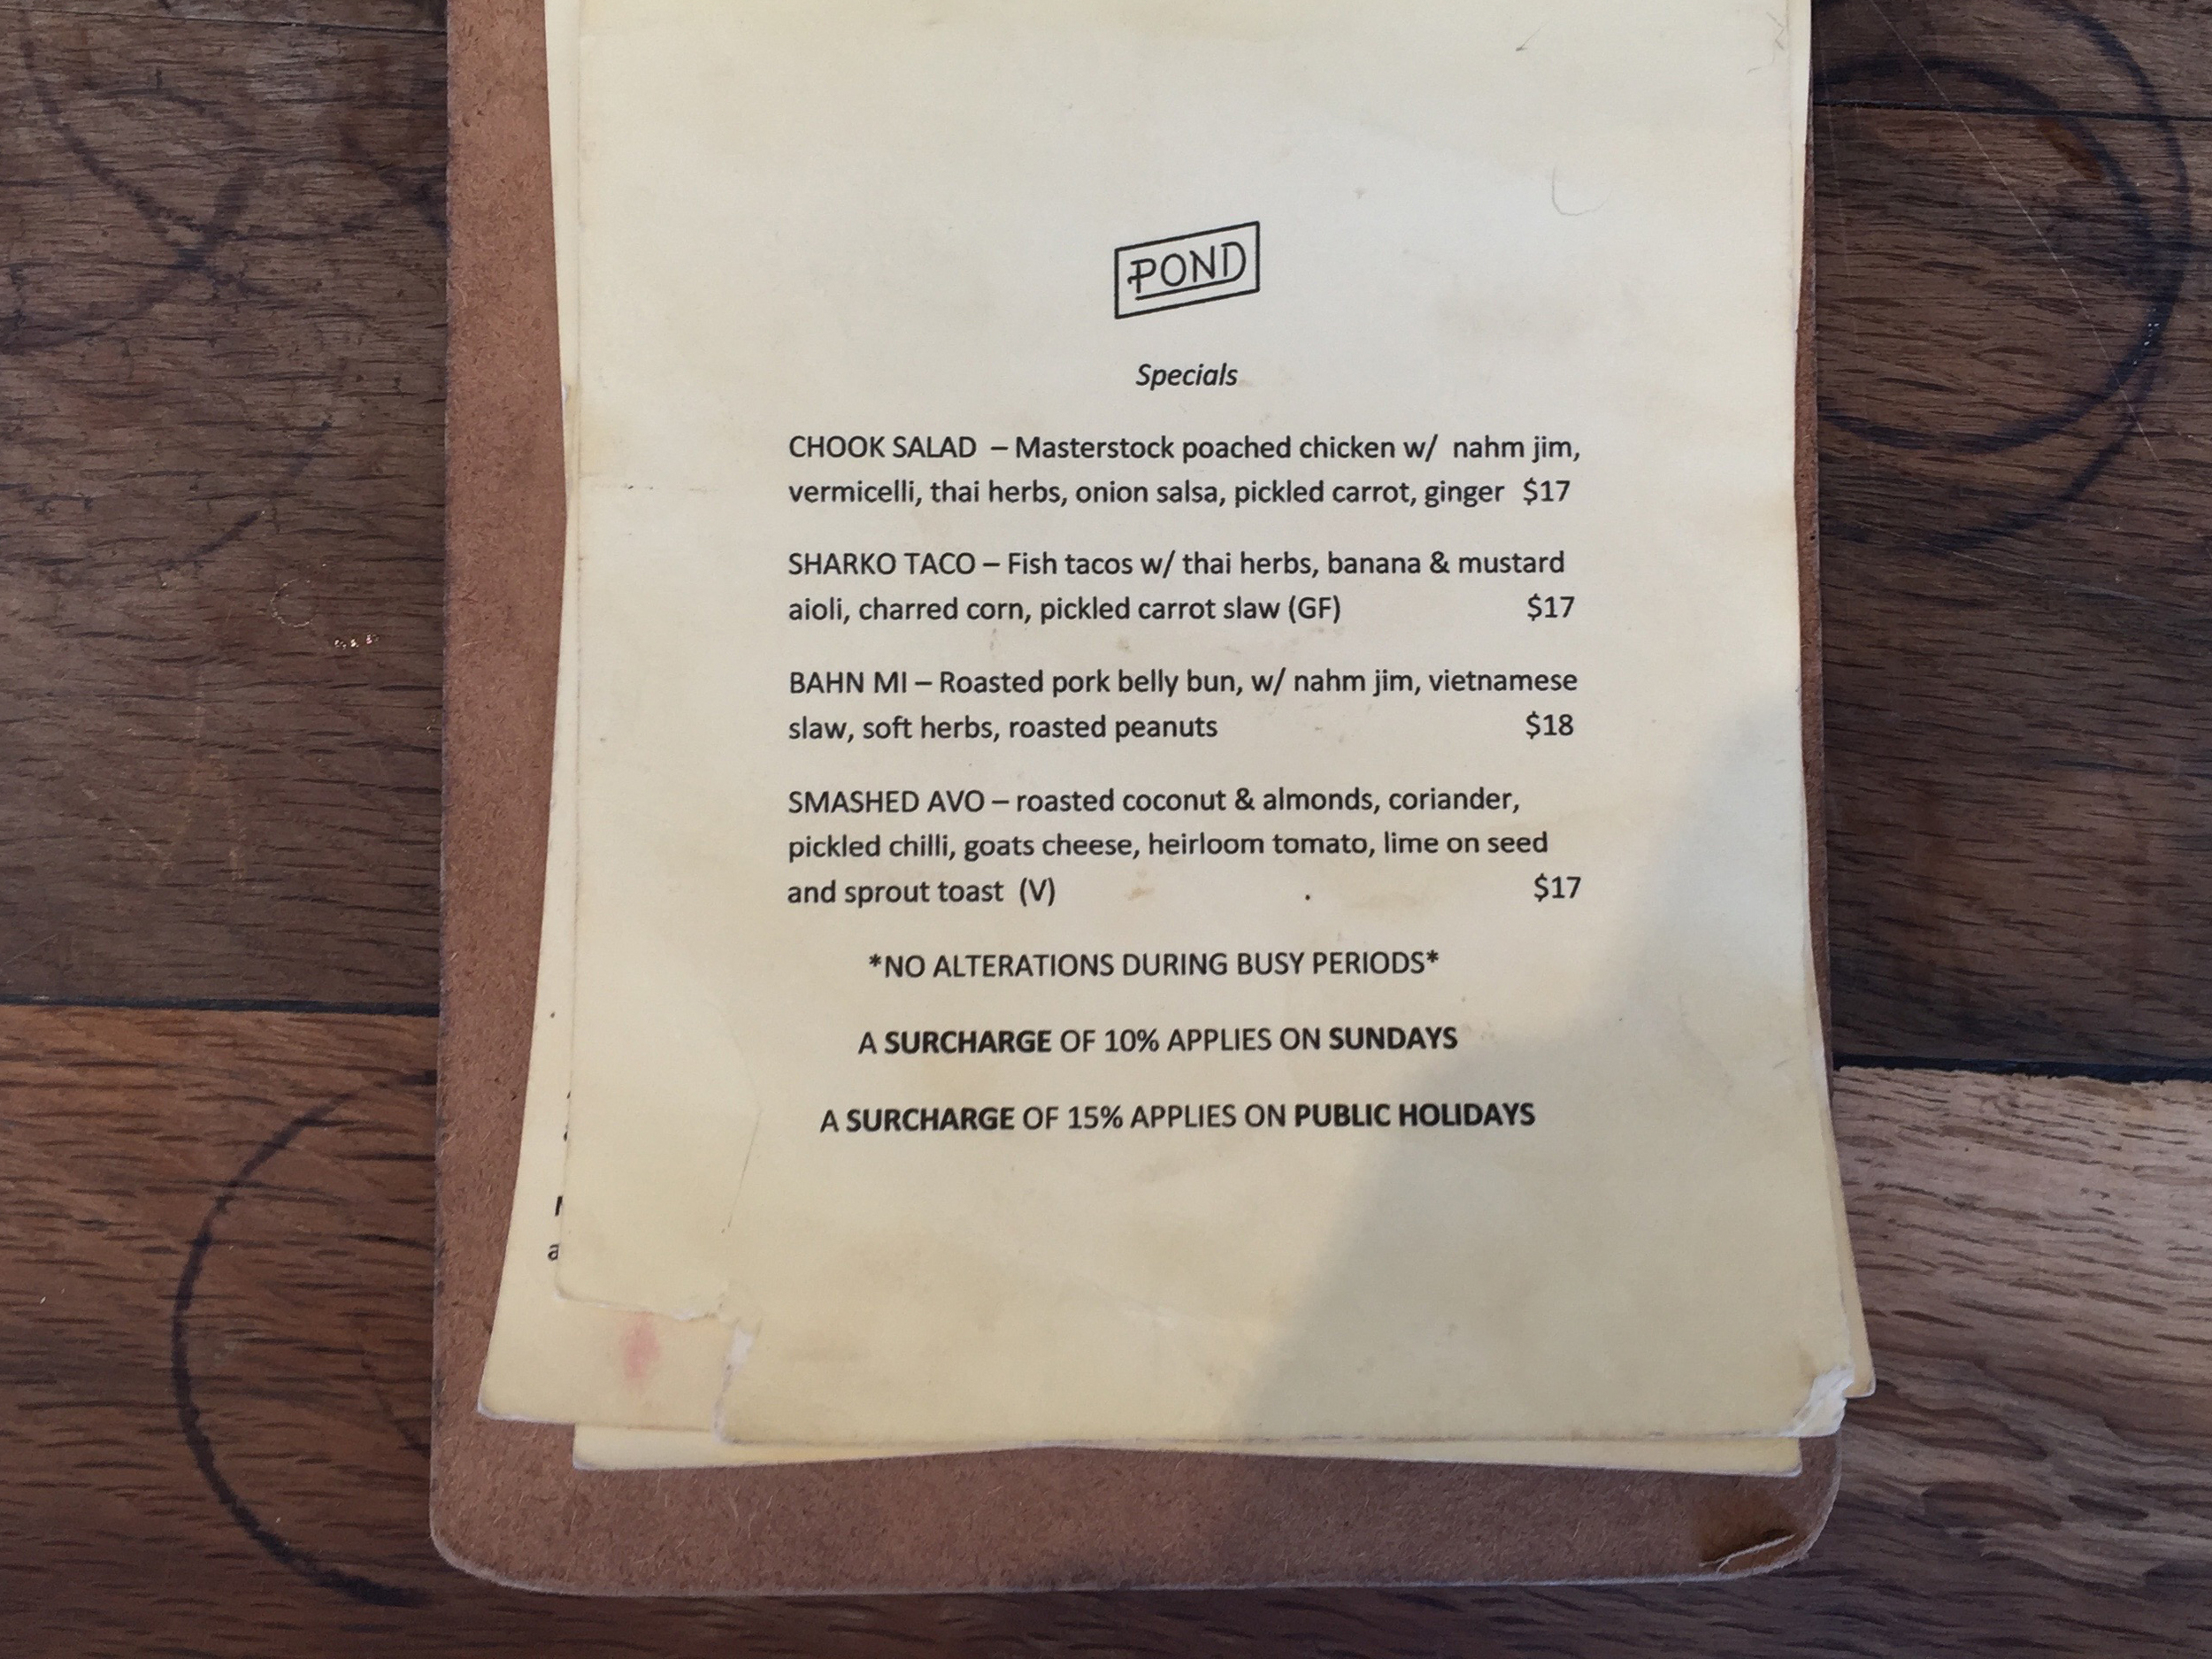 POND
Specials
CHOOK SALAD – Masterstock poached chicken w/ nahm jim,
vermicelli, thai herbs, onion salsa, pickled carrot, ginger $17
SHARKO TACO – Fish tacos w/ thai herbs, banana & mustard
aioli, charred corn, pickled carrot slaw (GF) $17
BAHN MI – Roasted pork belly bun, w/ nahm jim, vietnamese
slaw, soft herbs, roasted peanuts $18
SMASHED AVO – roasted coconut & almonds, coriander,
pickled chilli, goats cheese, heirloom tomato, lime on seed
and sprout toast (V) $17
*NO ALTERATIONS DURING BUSY PERIODS*
A SURCHARGE OF 10% APPLIES ON SUNDAYS
A SURCHARGE OF 15% APPLIES ON PUBLIC HOLIDAYS